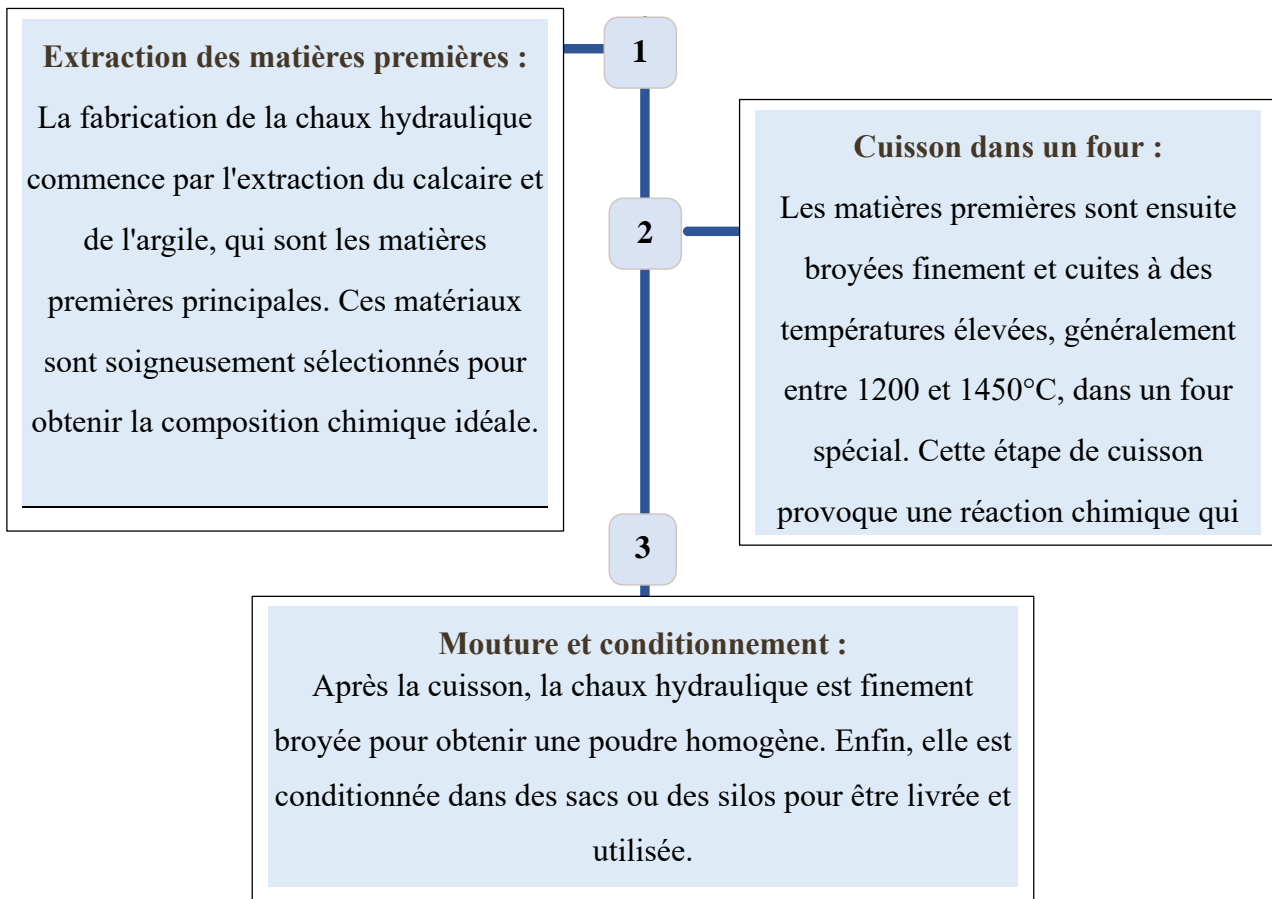 1
Extraction des matières premières :
La fabrication de la chaux hydraulique
commence par l'extraction du calcaire et
de l'argile, qui sont les matières
premières principales. Ces matériaux
sont soigneusement sélectionnés pour
obtenir la composition chimique idéale.
2
Cuisson dans un four :
Les matières premières sont ensuite
broyées finement et cuites à des
températures élevées, généralement
entre 1200 et 1450°C, dans un four
spécial. Cette étape de cuisson
provoque une réaction chimique qui
3
Mouture et conditionnement :
Après la cuisson, la chaux hydraulique est finement
broyée pour obtenir une poudre homogène. Enfin, elle est
conditionnée dans des sacs ou des silos pour être livrée et
utilisée.